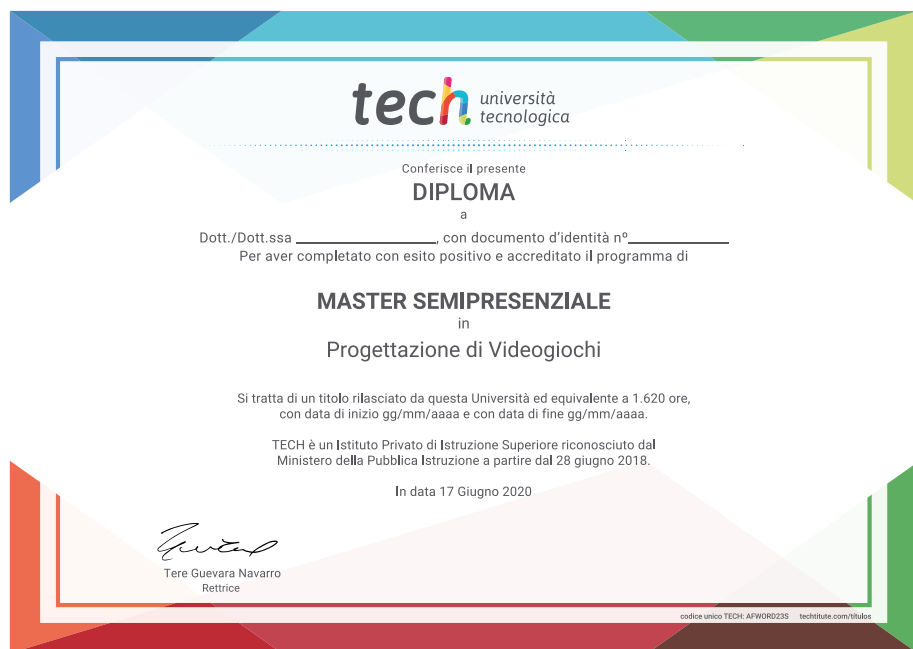 tech università
tecnologica
Conferisce il presente
DIPLOMA
a
Dott./Dott.ssa ________________, con documento d'identità nº____________
Per aver completato con esito positivo e accreditato il programma di
MASTER SEMIPRESENZIALE
in
Progettazione di Videogiochi
Si tratta di un titolo rilasciato da questa Università ed equivalente a 1.620 ore,
con data di inizio gg/mm/aaaa e con data di fine gg/mm/aaaa.
TECH è un Istituto Privato di Istruzione Superiore riconosciuto dal
Ministero della Pubblica Istruzione a partire dal 28 giugno 2018.
In data 17 Giugno 2020
Tere Guevara Navarro
Rettrice
codice unico TECH: AFWORD23S techtitute.com/títulos